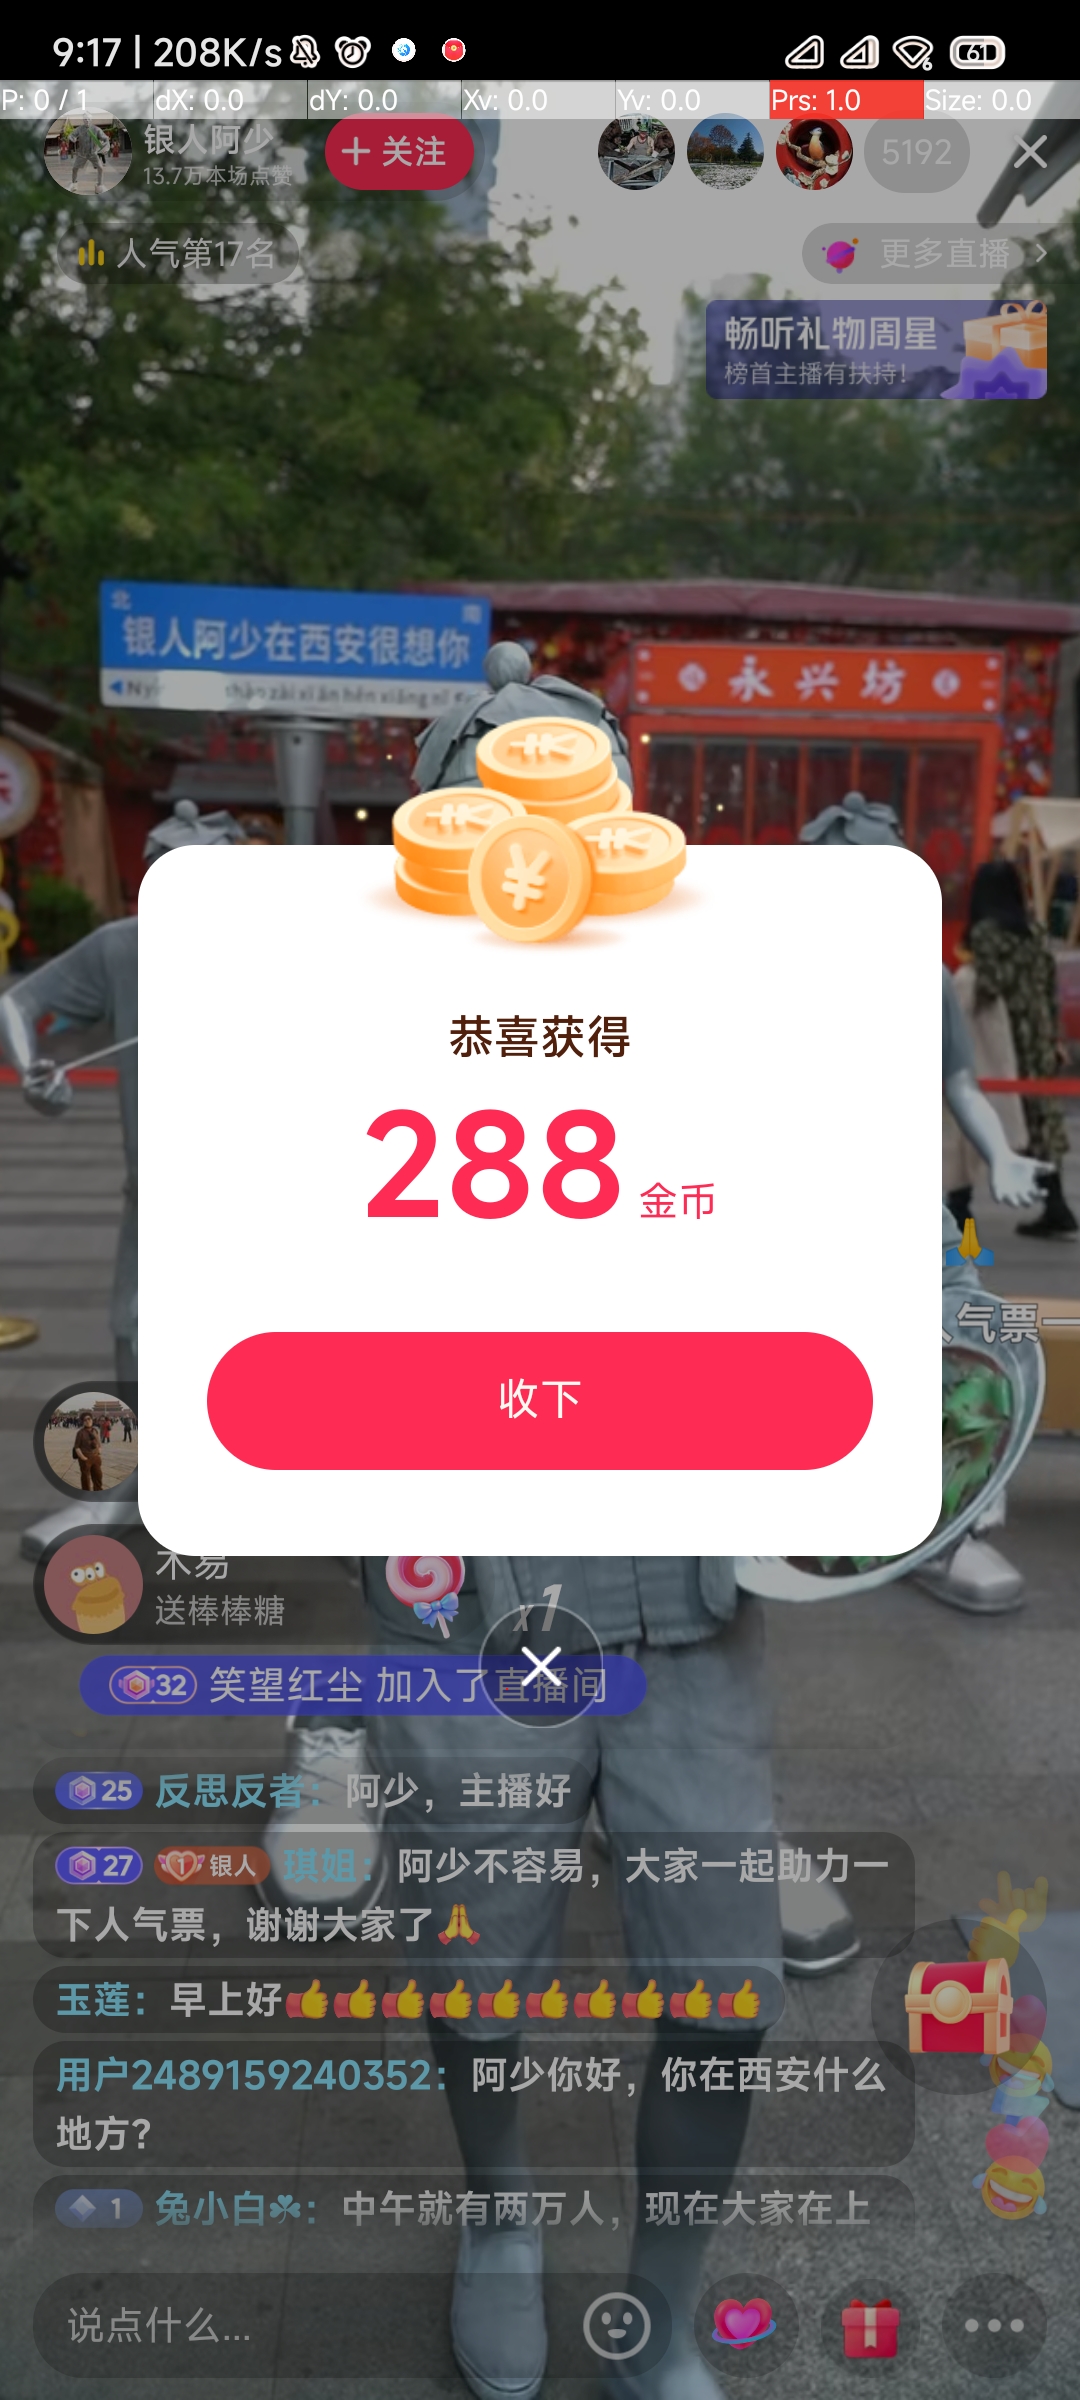 9:17 | 208K/s
61
P: 0 / 1
dX: 0.0
dY: 0.0
Xv: 0.0
Yv: 0.0
Prs: 1.0
Size: 0.0
银人阿少
13.7万本场点赞
+ 关注
5192
人气第17名
更多直播
畅听礼物周星
榜首主播有扶持!
北
南
银人阿少在西安很想你
永兴坊
恭喜获得
288 金币
收下
气票一
木易
送棒棒糖
x1
32 笑望红尘 加入了直播间
25 反思反者：阿少，主播好
27 1 银人 琪姐：阿少不容易，大家一起助力一
下人气票，谢谢大家了🙏
玉莲：早上好👍👍👍👍👍👍👍👍👍👍
用户2489159240352：阿少你好，你在西安什么
地方？
1 兔小白☘：中午就有两万人，现在大家在上
说点什么...